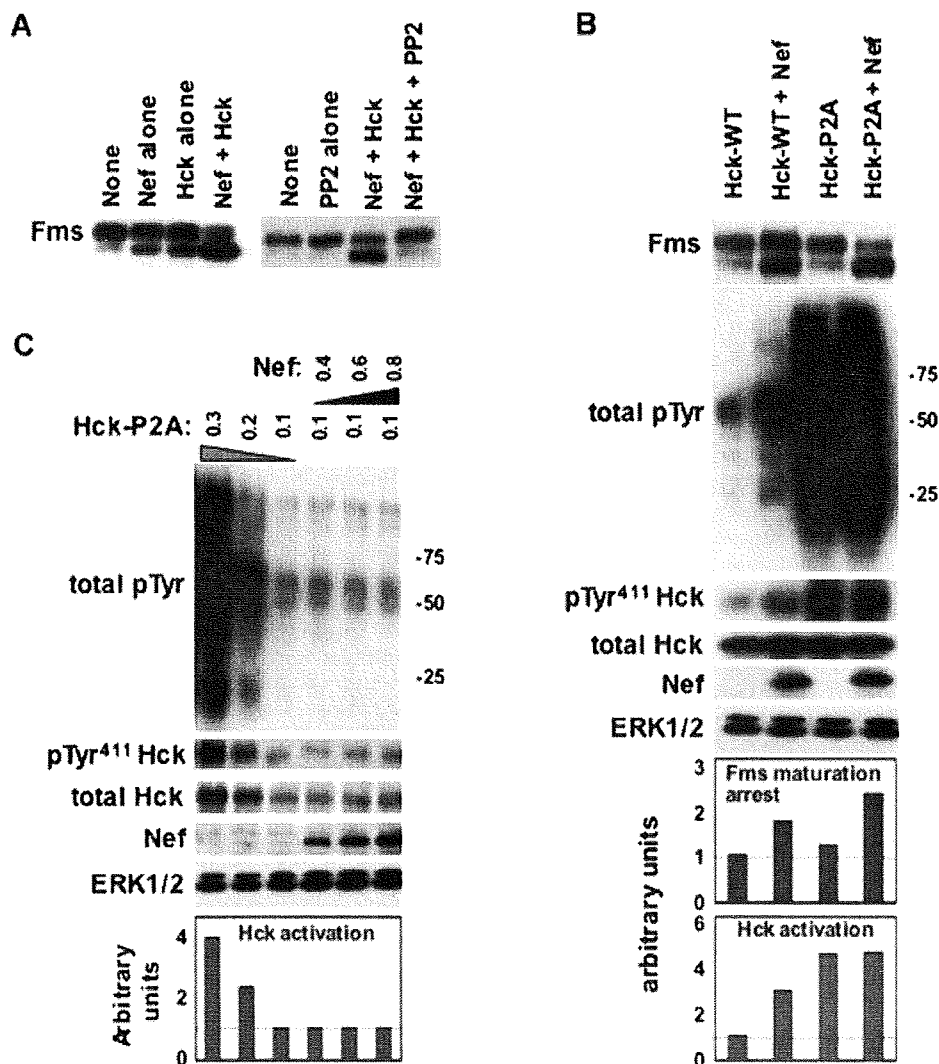 A
None
Nef alone
Hck alone
Nef + Hck
None
PP2 alone
Nef + Hck
Nef + Hck + PP2
Fms
B
Hck-WT
Hck-WT + Nef
Hck-P2A
Hck-P2A + Nef
Fms
total pTyr
-75
-50
-25
pTyr⁴¹¹ Hck
total Hck
Nef
ERK1/2
3
2
1
0
Fms maturation
arrest
arbitrary units
6
4
2
0
Hck activation
C
Nef: 0.4 0.6 0.8
Hck-P2A: 0.3 0.2 0.1 0.1 0.1 0.1
total pTyr
-75
-50
-25
pTyr⁴¹¹ Hck
total Hck
Nef
ERK1/2
Arbitrary
units
4
2
0
Hck activation